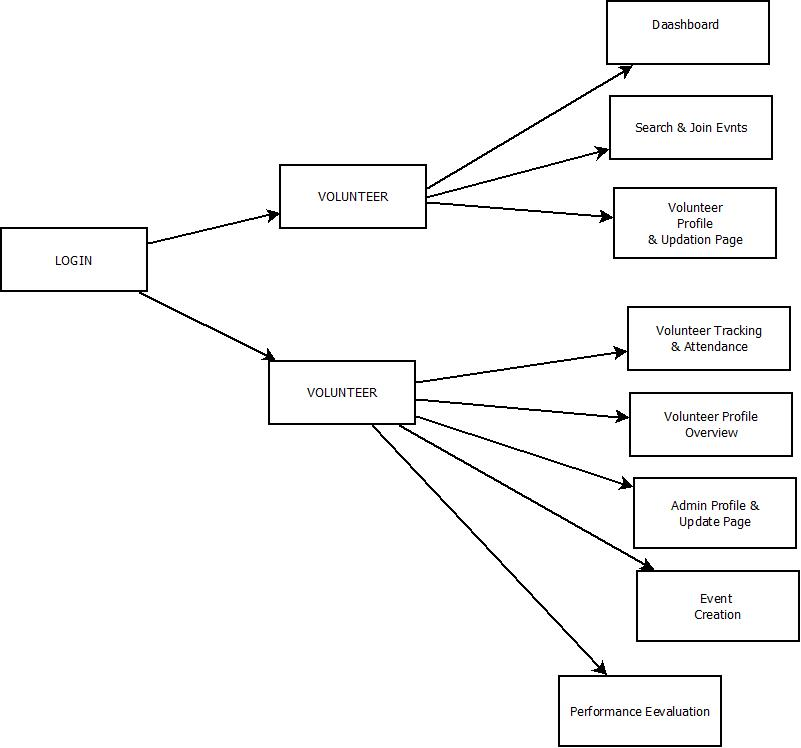 Daashboard
Search & Join Evnts
VOLUNTEER
Volunteer
Profile
& Updation Page
LOGIN
Volunteer Tracking
& Attendance
VOLUNTEER
Volunteer Profile
Overview
Admin Profile &
Update Page
Event
Creation
Performance Eevaluation